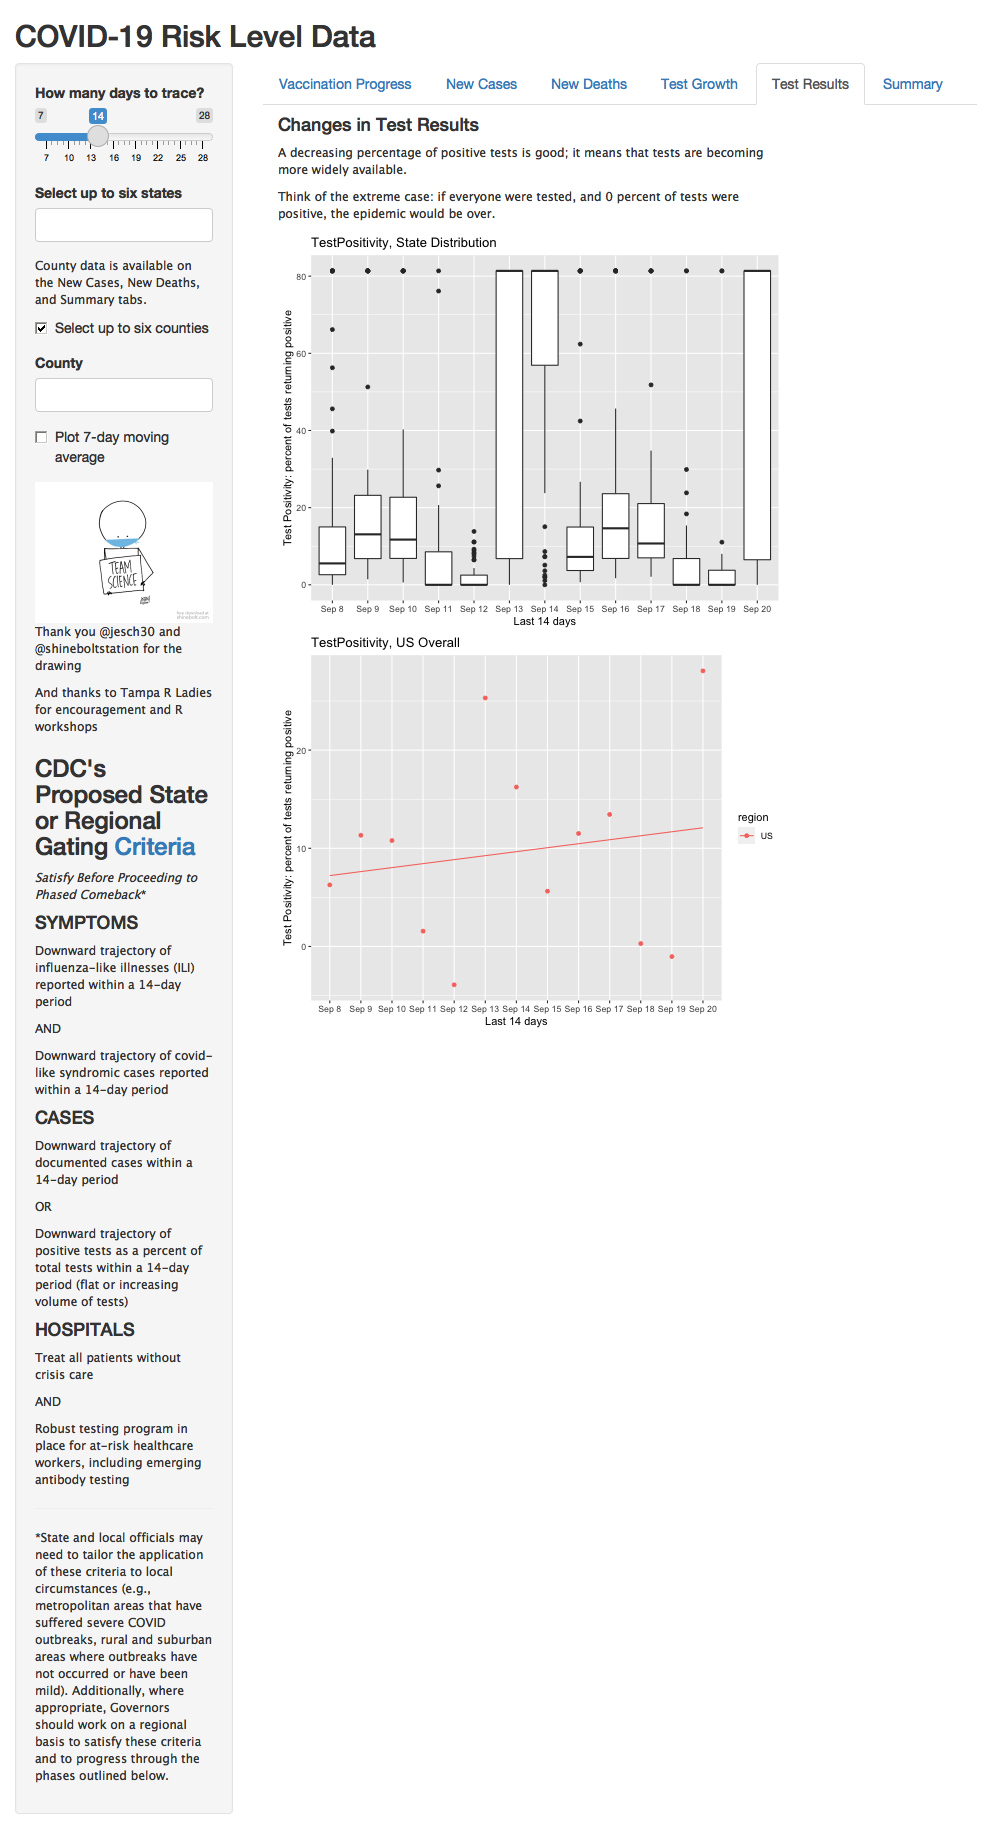 COVID-19 Risk Level Data
How many days to trace?
7 14 28
7 10 13 16 19 22 25 28
Select up to six states
County data is available on
the New Cases, New Deaths,
and Summary tabs.
Select up to six counties
County
Plot 7-day moving
average
TEAM
SCIENCE
Thank you @jesch30 and
@shineboltstation for the
drawing
And thanks to Tampa R Ladies
for encouragement and R
workshops
CDC's
Proposed State
or Regional
Gating Criteria
Satisfy Before Proceeding to
Phased Comeback*
SYMPTOMS
Downward trajectory of
influenza-like illnesses (ILI)
reported within a 14-day
period
AND
Downward trajectory of covid-
like syndromic cases reported
within a 14-day period
CASES
Downward trajectory of
documented cases within a
14-day period
OR
Downward trajectory of
positive tests as a percent of
total tests within a 14-day
period (flat or increasing
volume of tests)
HOSPITALS
Treat all patients without
crisis care
AND
Robust testing program in
place for at-risk healthcare
workers, including emerging
antibody testing
*State and local officials may
need to tailor the application
of these criteria to local
circumstances (e.g.,
metropolitan areas that have
suffered severe COVID
outbreaks, rural and suburban
areas where outbreaks have
not occurred or have been
mild). Additionally, where
appropriate, Governors
should work on a regional
basis to satisfy these criteria
and to progress through the
phases outlined below.
Vaccination Progress New Cases New Deaths Test Growth Test Results Summary
Changes in Test Results
A decreasing percentage of positive tests is good; it means that tests are becoming
more widely available.
Think of the extreme case: if everyone were tested, and 0 percent of tests were
positive, the epidemic would be over.
TestPositivity, State Distribution
Test Positivity: percent of tests returning positive
80
60
40
20
0
Sep 8 Sep 9 Sep 10 Sep 11 Sep 12 Sep 13 Sep 14 Sep 15 Sep 16 Sep 17 Sep 18 Sep 19 Sep 20
Last 14 days
TestPositivity, US Overall
Test Positivity: percent of tests returning positive
20
10
0
Sep 8 Sep 9 Sep 10 Sep 11 Sep 12 Sep 13 Sep 14 Sep 15 Sep 16 Sep 17 Sep 18 Sep 19 Sep 20
Last 14 days
region
US